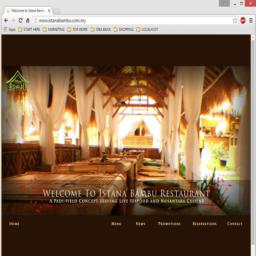 Welcome to Istana Bam
www.istanabambu.com.my
Apps
START HERE
MARKETING
FOR WORK
IDEA BANK
SHOPPING
LOCALHOST
Welcome To Istana Bambu Restaurant
A Padi-Field Concept Serving Live Seafood and Nusantara Cuisine
Home Menu News Promotions Reservations Contact